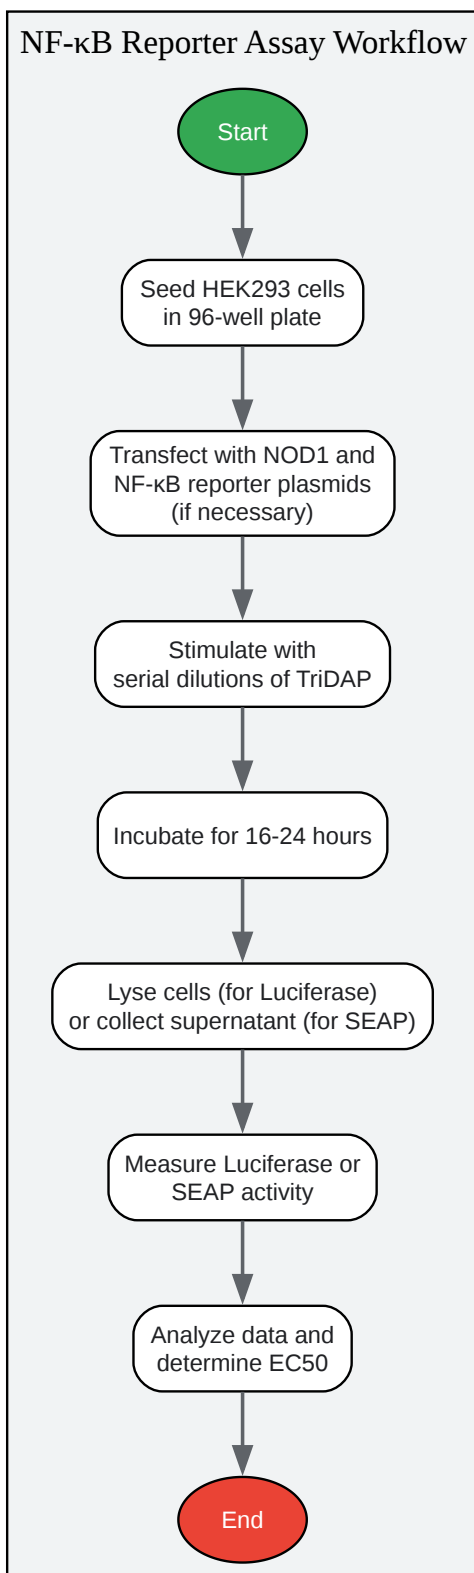 NF-κB Reporter Assay Workflow
Start
Seed HEK293 cells
in 96-well plate
Transfect with NOD1 and
NF-κB reporter plasmids
(if necessary)
Stimulate with
serial dilutions of TriDAP
Incubate for 16-24 hours
Lyse cells (for Luciferase)
or collect supernatant (for SEAP)
Measure Luciferase or
SEAP activity
Analyze data and
determine EC50
End